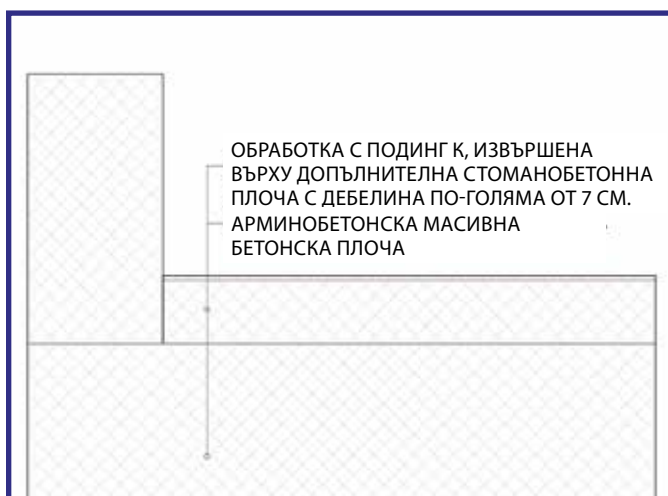 ОБРАБОТКА С ПОДИНГ К, ИЗВЪРШЕНА
ВЪРХУ ДОПЪЛНИТЕЛНА СТОМАНОБЕТОННА
ПЛОЧА С ДЕБЕЛИНА ПО-ГОЛЯМА ОТ 7 СМ.
АРМИНОБЕТОНСКА МАСИВНА
БЕТОНСКА ПЛОЧА